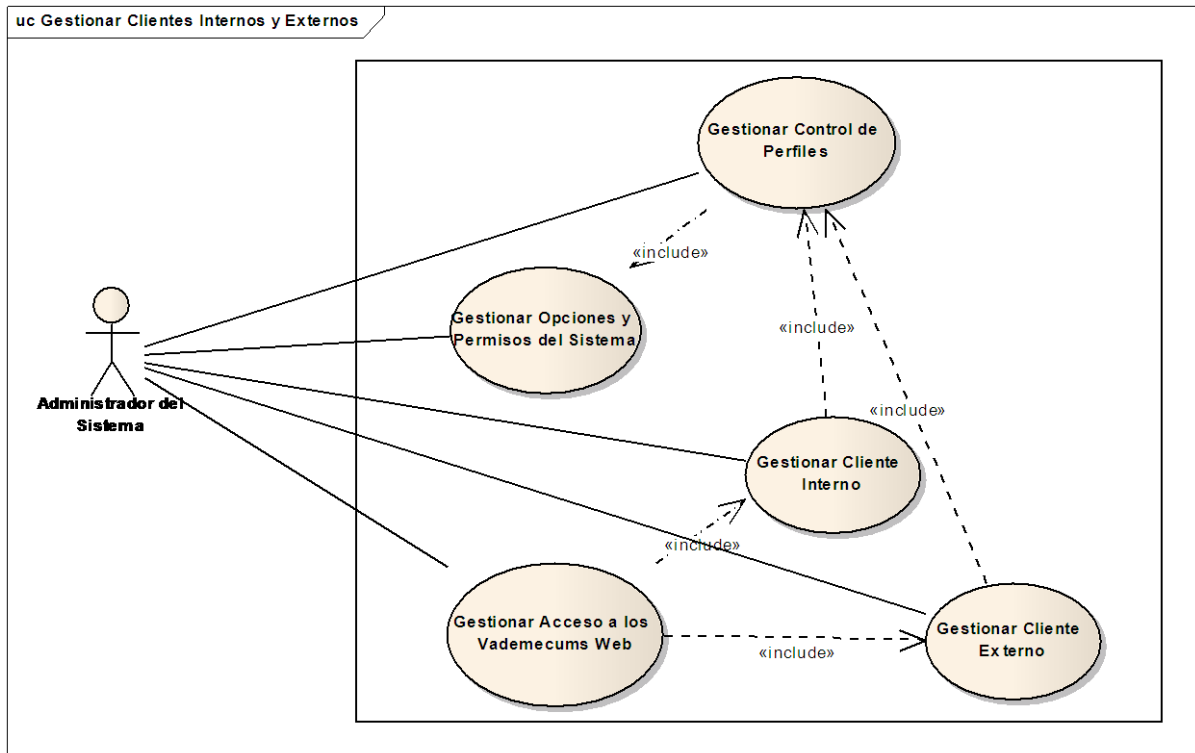 uc Gestionar Clientes Internos y Externos
Gestionar Control de
Perfiles
«include»
Gestionar Opciones y
Permisos del Sistema
«include»
Administrador del
Sistema
«include»
Gestionar Cliente
Interno
«include»
Gestionar Acceso a los
Vademecums Web
«include»
Gestionar Cliente
Externo